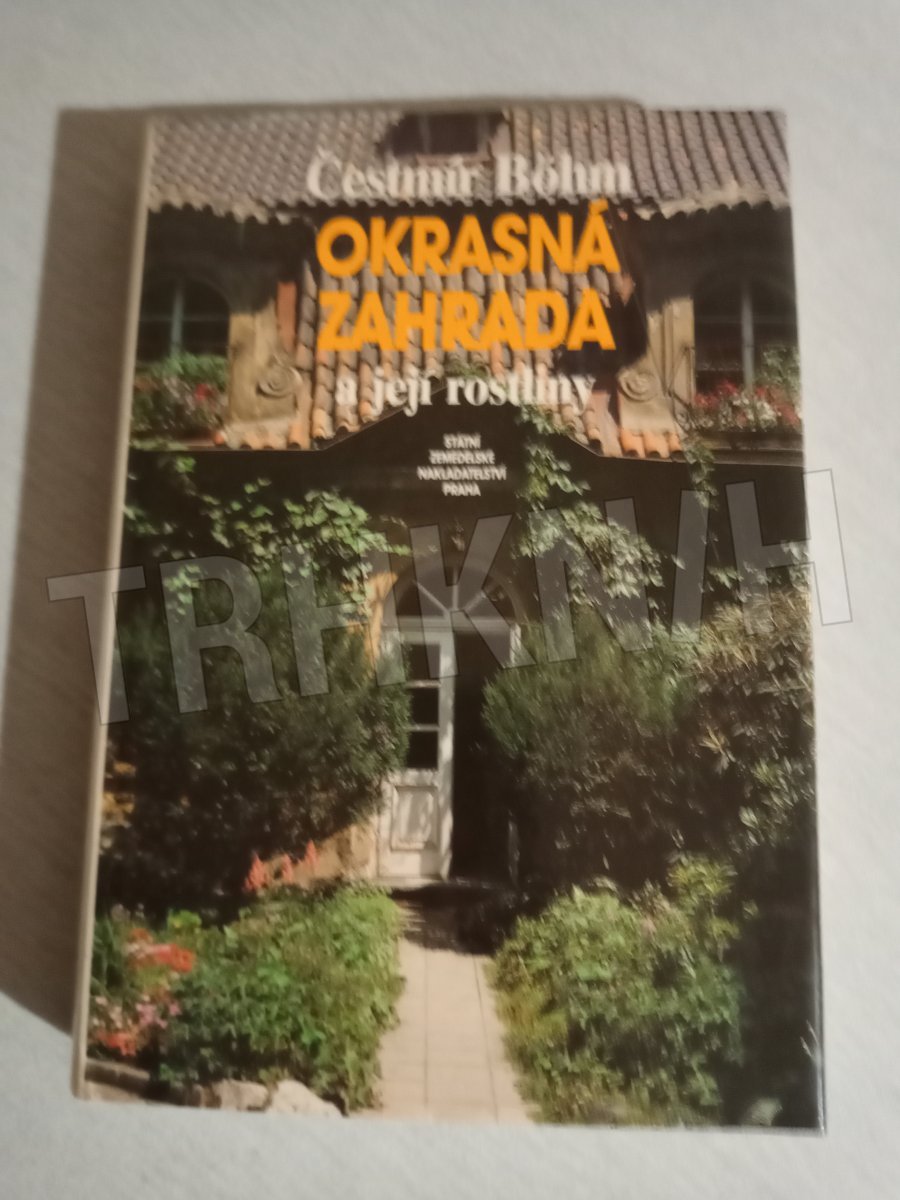 Čestmír Böhm
OKRASNÁ
ZAHRADA
a její rostliny
STÁTNÍ
ZEMĚDĚLSKÉ
NAKLADATELSTVÍ
PRAHA
TRHKNIH